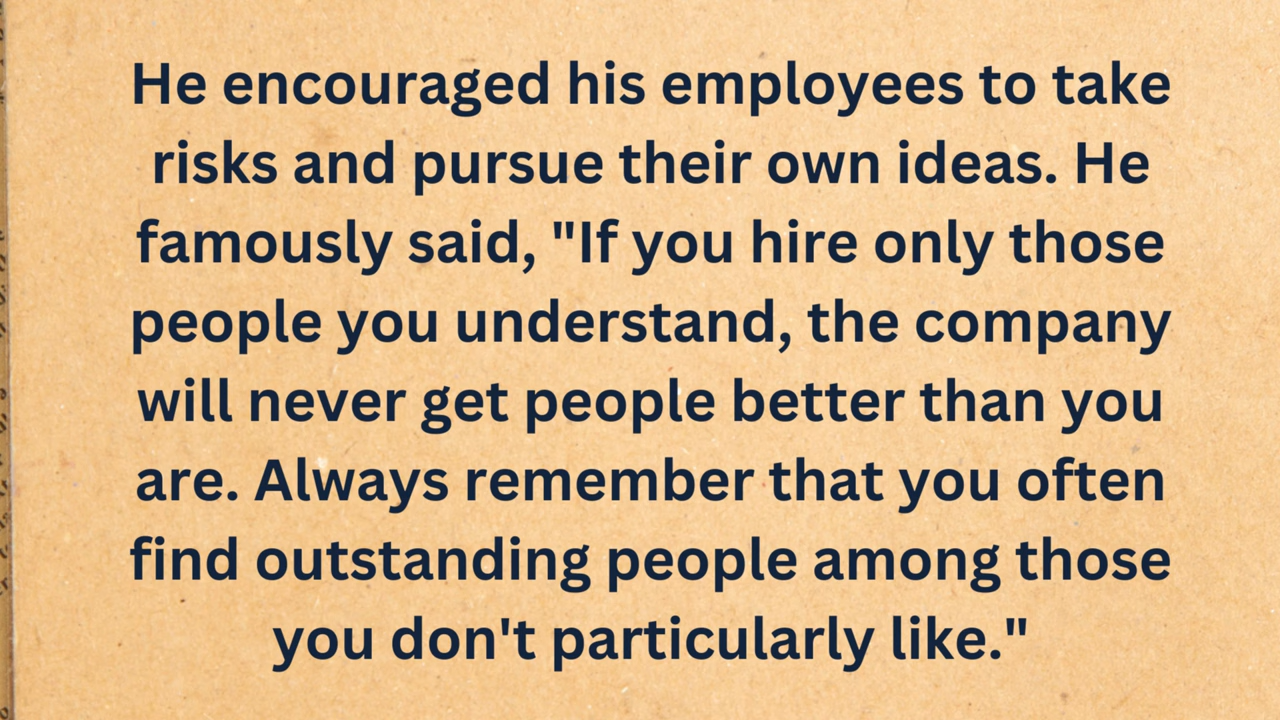 He encouraged his employees to take
risks and pursue their own ideas. He
famously said, "If you hire only those
people you understand, the company
will never get people better than you
are. Always remember that you often
find outstanding people among those
you don't particularly like."